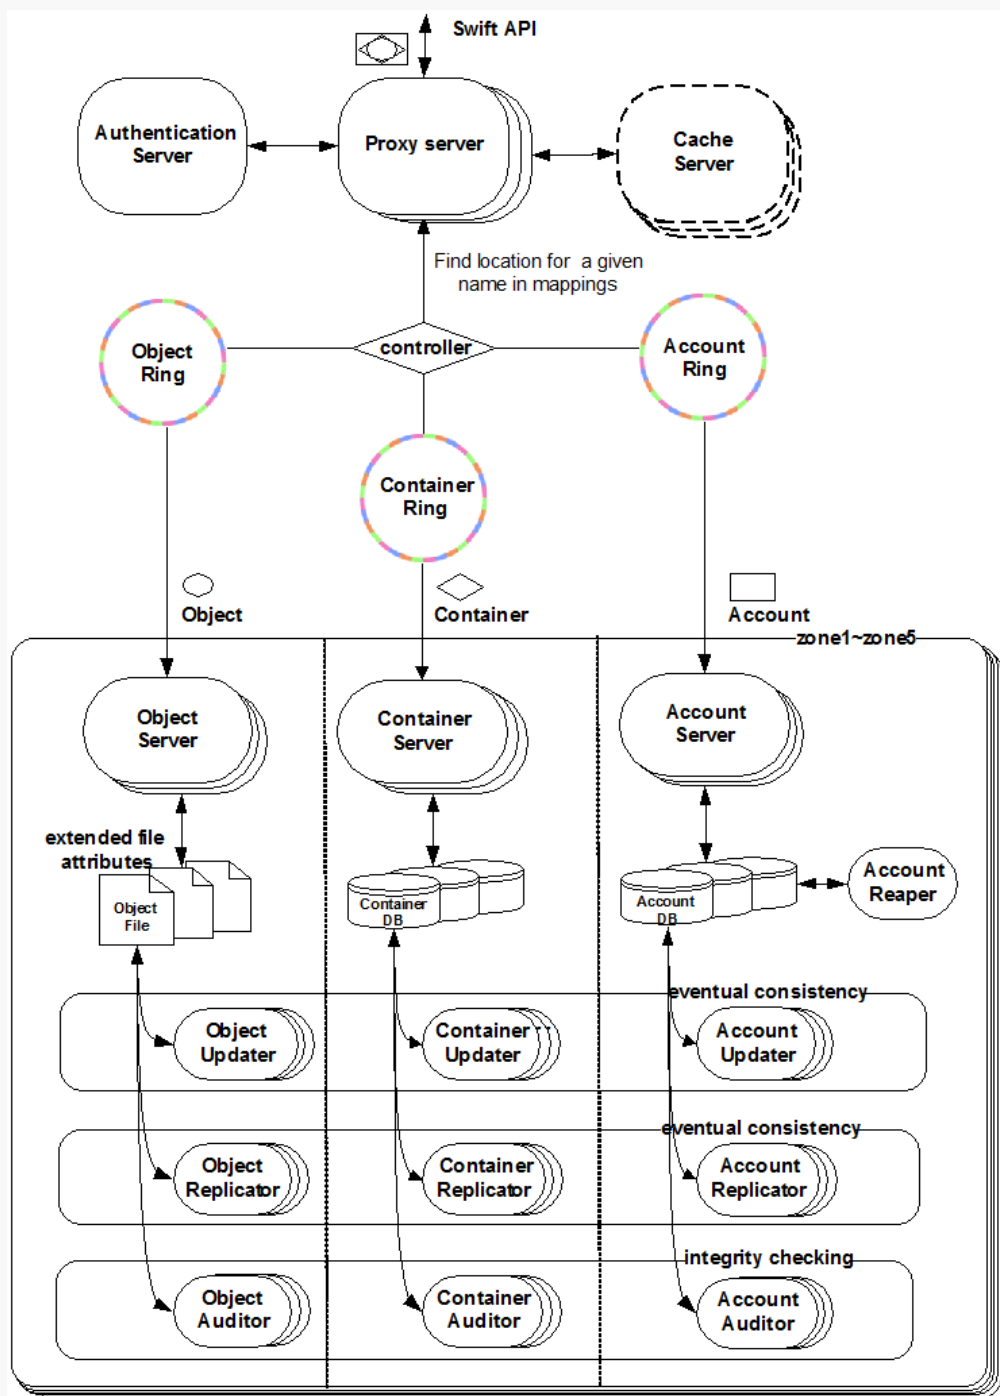 Swift API
Authentication
Server
Proxy server
Cache
Server
Find location for a given
name in mappings
Object
Ring
controller
Account
Ring
Container
Ring
Object
Container
Account
zone1~zone5
Object
Server
Container
Server
Account
Server
extended file
attributes
Object
File
Container
DB
Account
DB
Account
Reaper
eventual consistency
Object
Updater
Container
Updater
Account
Updater
eventual consistency
Object
Replicator
Container
Replicator
Account
Replicator
integrity checking
Object
Auditor
Container
Auditor
Account
Auditor